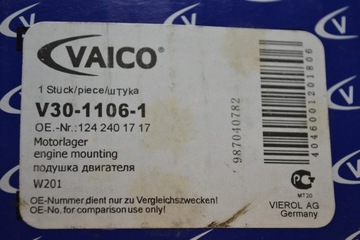 VAICO
1 Stück/piece/штука
V30-1106-1
OE.-Nr.:124 240 17 17
Motorlager
engine mounting
подушка двигателя
W201
OE-Nummer dient nur zu Vergleichszwecken!
OE-No. for comparison use only!
987040782
4046001201806
MT20
VIEROL AG
Germany